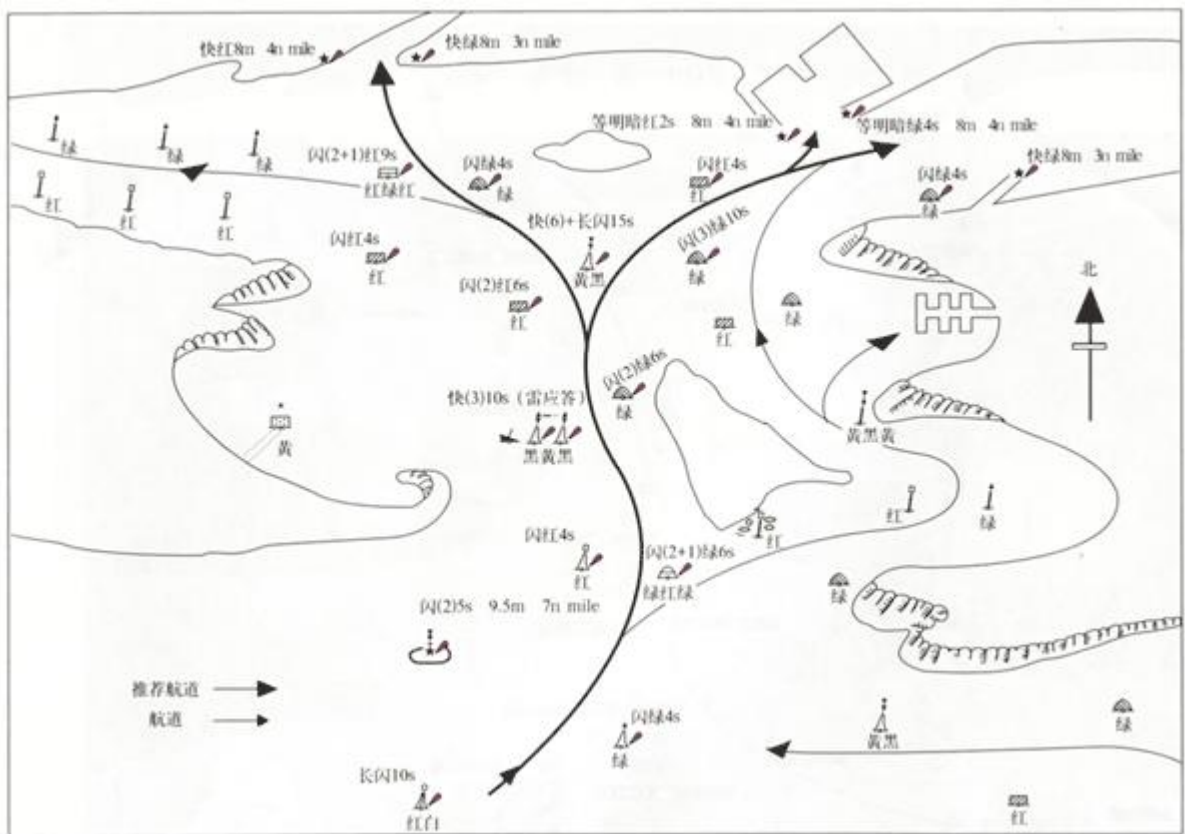 快红8m 4n mile
快绿8m 3n mile
等明暗红2s 8m 4n mile
等明暗绿4s 8m 4n mile
绿
绿
绿
闪(2+1)红9s
红绿红
闪绿4s
绿
闪红4s
红
闪绿4s
绿
快绿8m 3n mile
红
红
红
闪红4s
红
快(6)+长闪15s
黄黑
闪(3)绿10s
绿
北
闪(2)红6s
红
红
绿
闪(2)绿6s
绿
快(3)10s (雷应答)
黑黄黑
黄
黄黑黄
红
绿
红
闪红4s
红
闪(2+1)绿6s
绿红绿
绿
闪(2)5s 9.5m 7n mile
推荐航道
航道
闪绿4s
绿
黄黑
绿
长闪10s
红白
红